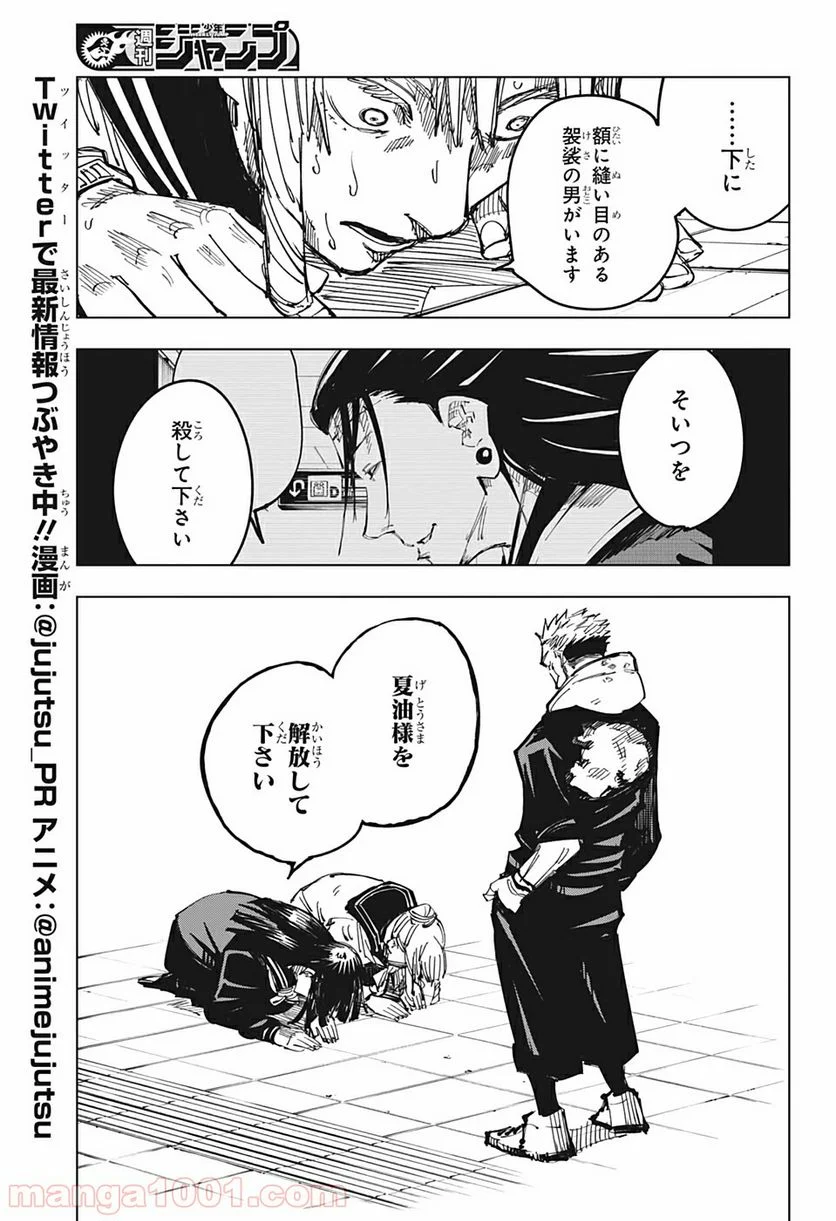 週刊
少年
ジャンプ
……下に
額に縫い目のある
袈裟の男がいます
そいつを
殺して下さい
D
夏油様を
解放して
下さい
Twitterで最新情報つぶやき中!!漫画:@jujutsu_PR アニメ:@animejujutsu
manga1001.com